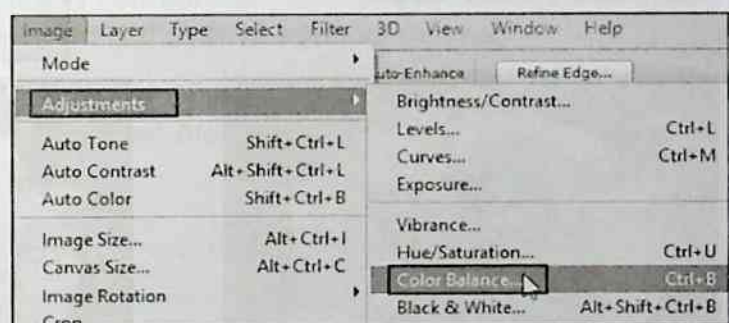 Image Layer Type Select Filter 3D View Window Help
Mode
Adjustments
Auto Tone Shift+Ctrl+L
Auto Contrast Alt+Shift+Ctrl+L
Auto Color Shift+Ctrl+B
Image Size... Alt+Ctrl+I
Canvas Size... Alt+Ctrl+C
Image Rotation
Crop
uto-Enhance Refine Edge...
Brightness/Contrast...
Levels... Ctrl+L
Curves... Ctrl+M
Exposure...
Vibrance...
Hue/Saturation... Ctrl+U
Color Balance... Ctrl+B
Black & White... Alt+Shift+Ctrl+B